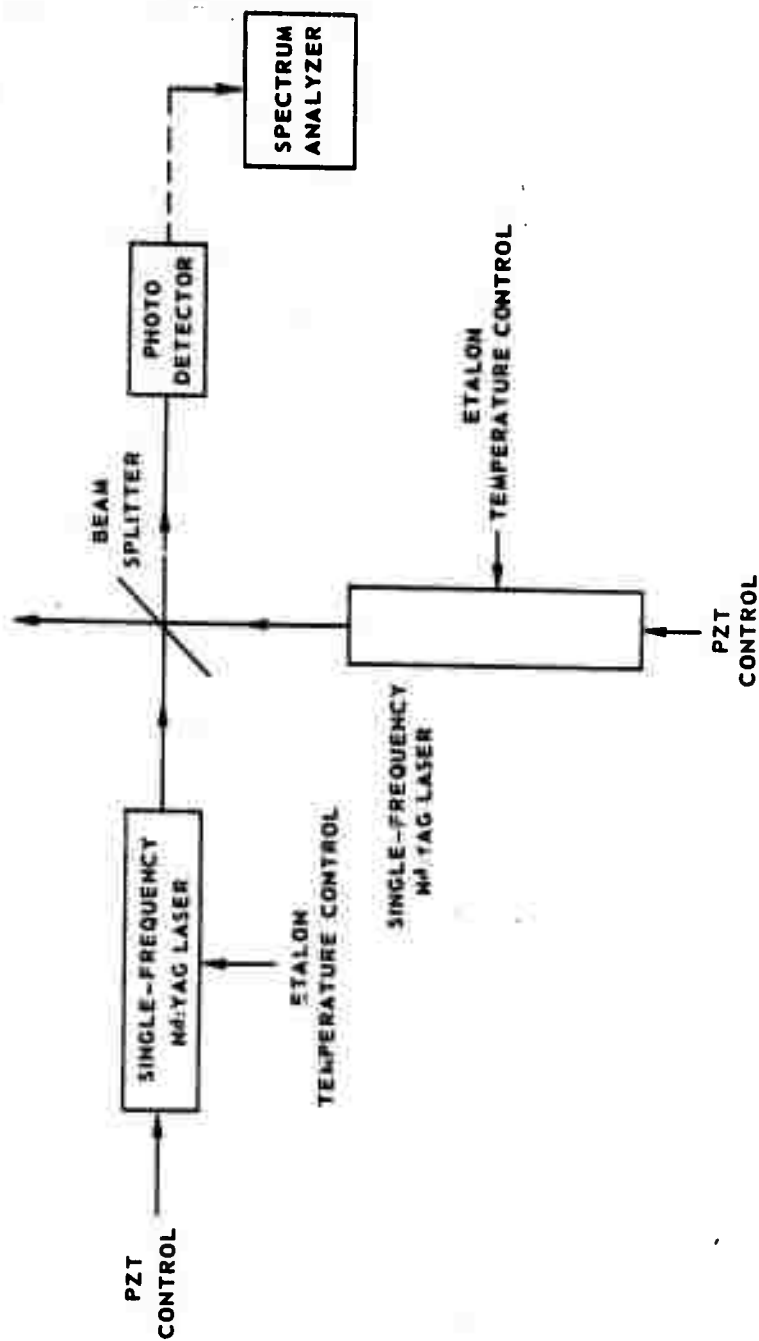 PZT
CONTROL
SINGLE-FREQUENCY
Nd:YAG LASER
ETALON
TEMPERATURE CONTROL
BEAM
SPLITTER
PHOTO
DETECTOR
SPECTRUM
ANALYZER
SINGLE-FREQUENCY
Nd:YAG LASER
ETALON
TEMPERATURE CONTROL
PZT
CONTROL